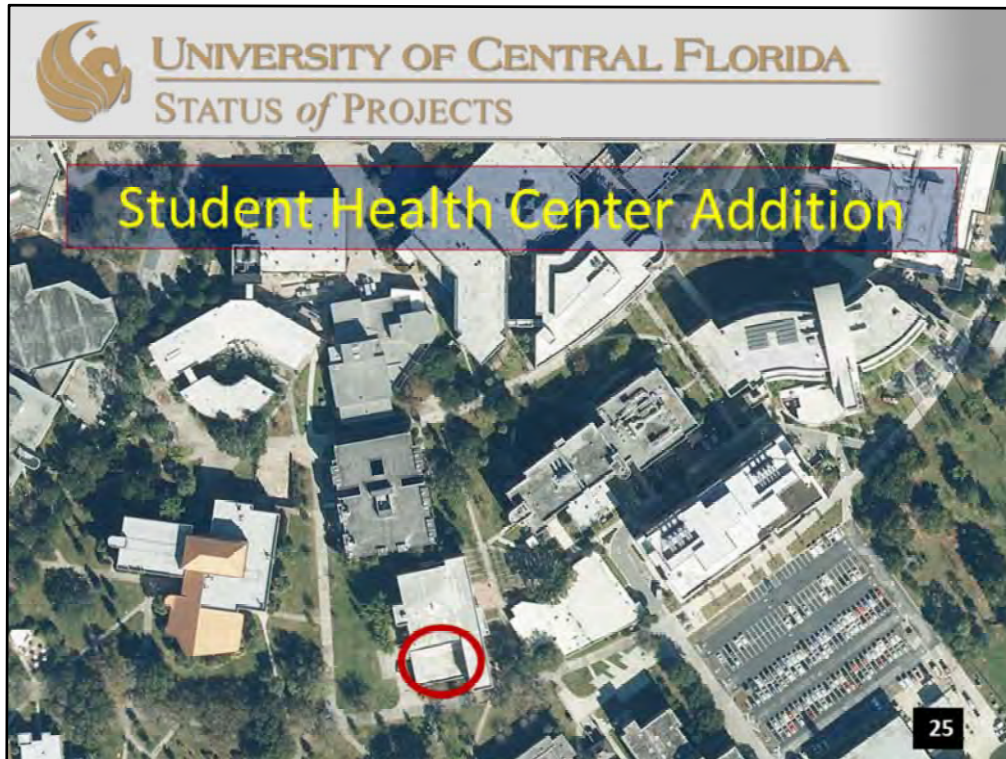 UNIVERSITY OF CENTRAL FLORIDA
STATUS of PROJECTS
Student Health Center Addition
25